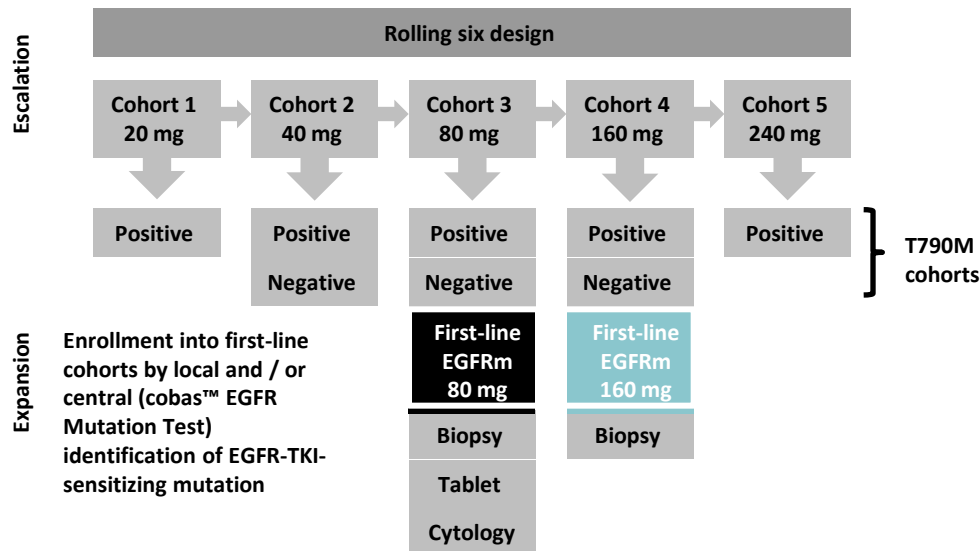 Rolling six design
Escalation
Cohort 1
20 mg
Cohort 2
40 mg
Cohort 3
80 mg
Cohort 4
160 mg
Cohort 5
240 mg
Positive
Positive
Negative
Positive
Negative
Positive
Negative
Positive
T790M
cohorts
Expansion
Enrollment into first-line
cohorts by local and / or
central (cobas™ EGFR
Mutation Test)
identification of EGFR-TKI-
sensitizing mutation
First-line
EGFRm
80 mg
First-line
EGFRm
160 mg
Biopsy
Tablet
Cytology
Biopsy